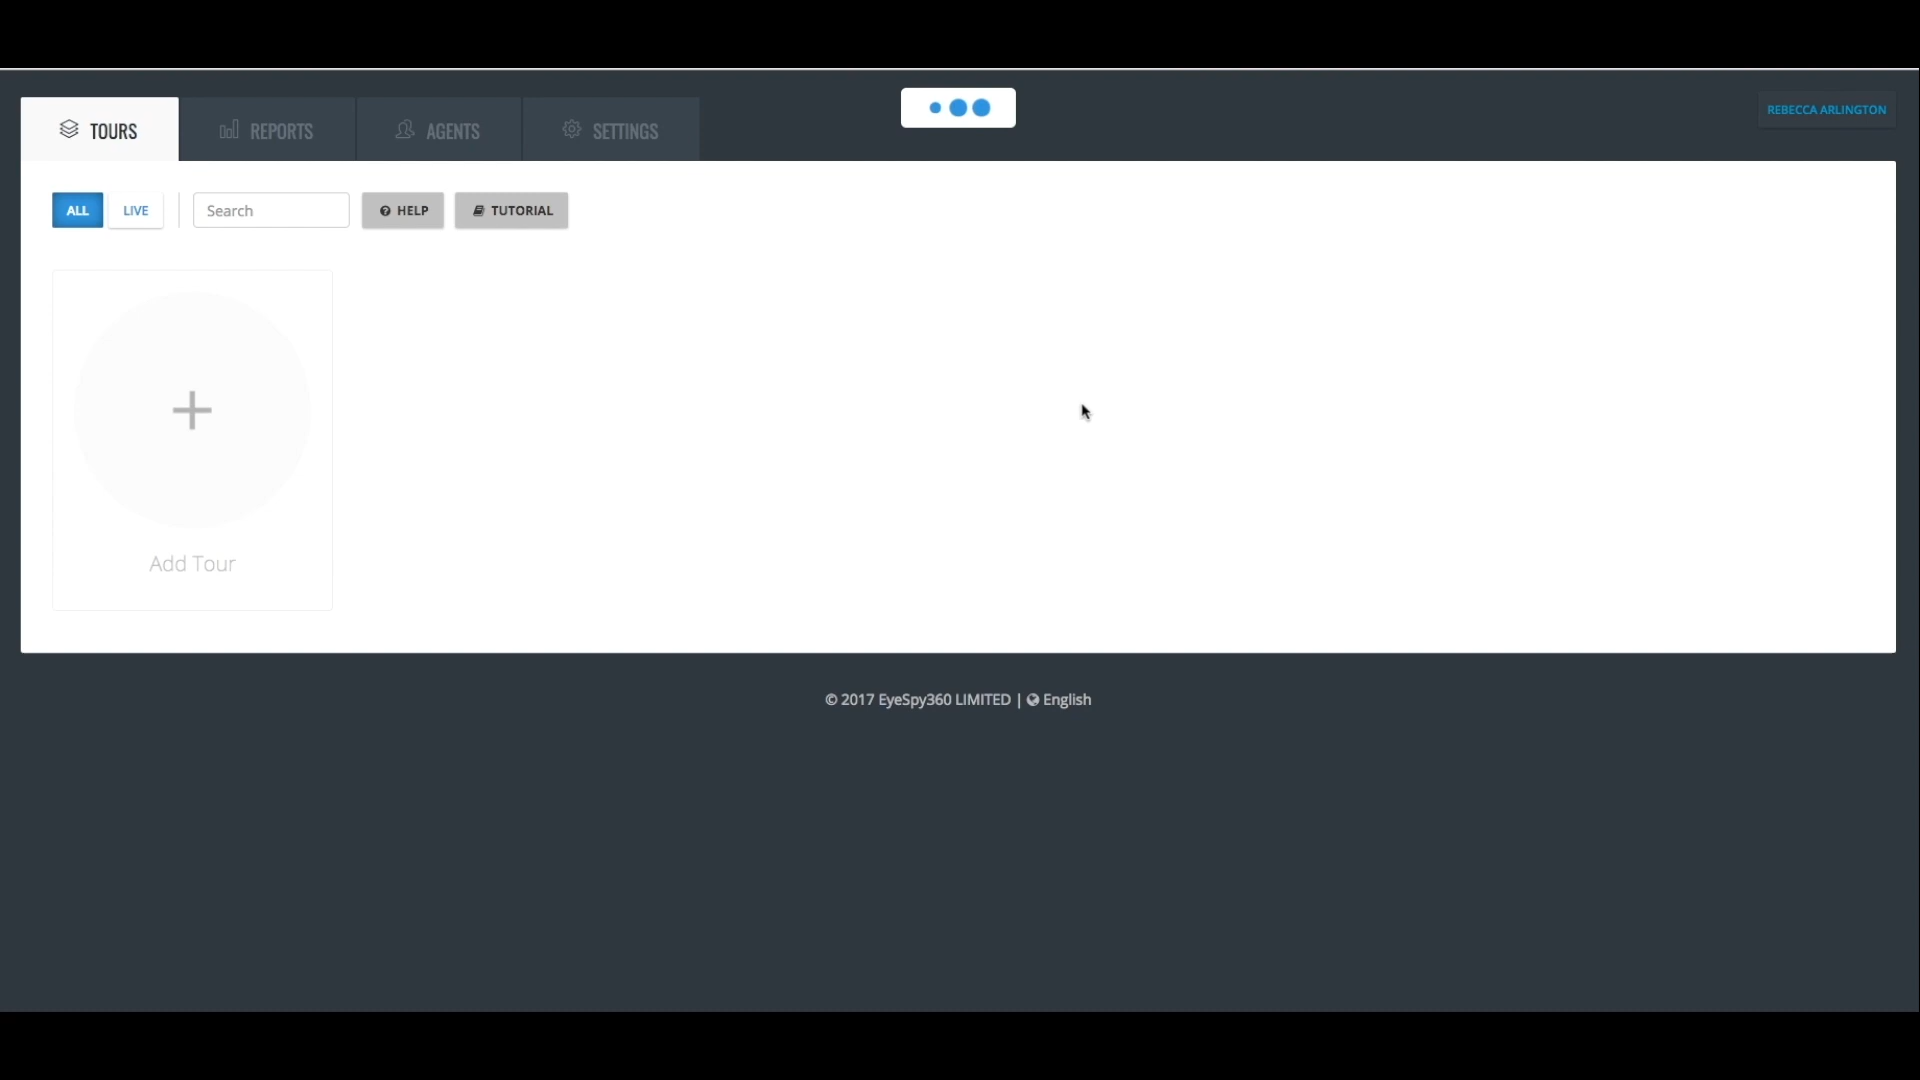 TOURS REPORTS AGENTS SETTINGS REBECCA ARLINGTON
ALL LIVE Search HELP TUTORIAL
Add Tour
© 2017 EyeSpy360 LIMITED | English